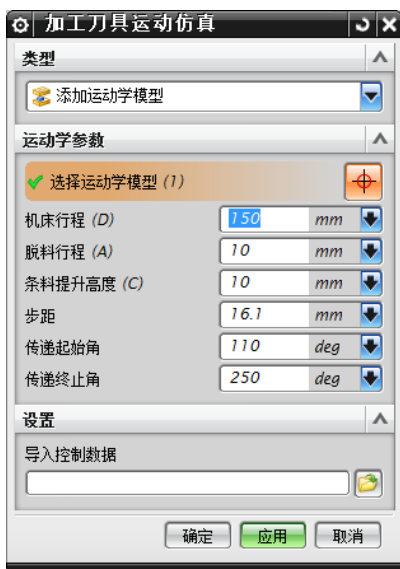 加工刀具运动仿真
类型
添加运动学模型
运动学参数
选择运动学模型 (1)
机床行程 (D) 150 mm
脱料行程 (A) 10 mm
条料提升高度 (C) 10 mm
步距 16.1 mm
传递起始角 110 deg
传递终止角 250 deg
设置
导入控制数据
确定 应用 取消